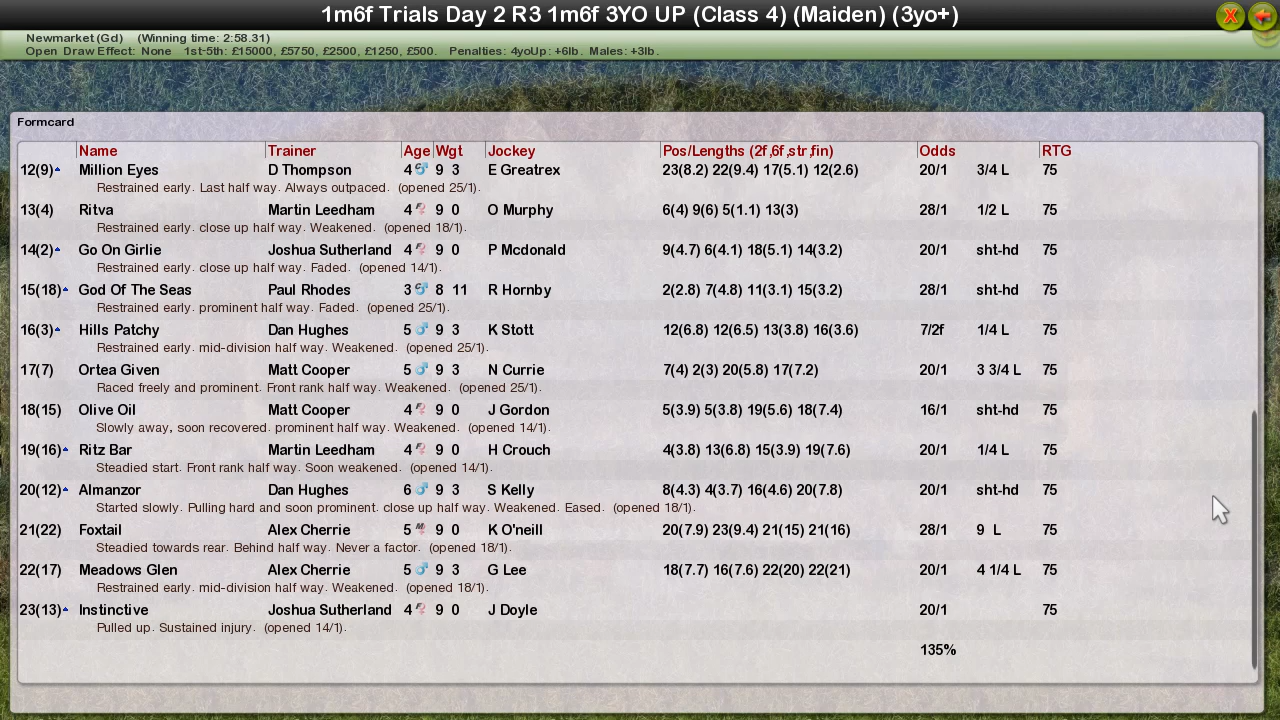 1m6f Trials Day 2 R3 1m6f 3YO UP (Class 4) (Maiden) (3yo+)
Newmarket (Gd) (Winning time: 2:58.31)
Open Draw Effect: None 1st-5th: £15000, £5750, £2500, £1250, £500. Penalties: 4yoUp: +6lb. Males: +3lb.
Formcard
Name Trainer Age Wgt Jockey Pos/Lengths (2f,6f,str,fin) Odds RTG
12(9) Million Eyes D Thompson 4 9 3 E Greatrex 23(8.2) 22(9.4) 17(5.1) 12(2.6) 20/1 3/4 L 75
Restrained early. Last half way. Always outpaced. (opened 25/1).
13(4) Ritva Martin Leedham 4 9 0 O Murphy 6(4) 9(6) 5(1.1) 13(3) 28/1 1/2 L 75
Restrained early. close up half way. Weakened. (opened 18/1).
14(2) Go On Girlie Joshua Sutherland 4 9 0 P Mcdonald 9(4.7) 6(4.1) 18(5.1) 14(3.2) 20/1 sht-hd 75
Restrained early. close up half way. Faded. (opened 14/1).
15(18) God Of The Seas Paul Rhodes 3 8 11 R Hornby 2(2.8) 7(4.8) 11(3.1) 15(3.2) 28/1 sht-hd 75
Restrained early. prominent half way. Faded. (opened 25/1).
16(3) Hills Patchy Dan Hughes 5 9 3 K Stott 12(6.8) 12(6.5) 13(3.8) 16(3.6) 7/2f 1/4 L 75
Restrained early. mid-division half way. Weakened. (opened 25/1).
17(7) Ortea Given Matt Cooper 5 9 3 N Currie 7(4) 2(3) 20(5.8) 17(7.2) 20/1 3 3/4 L 75
Raced freely and prominent. Front rank half way. Weakened. (opened 25/1).
18(15) Olive Oil Matt Cooper 4 9 0 J Gordon 5(3.9) 5(3.8) 19(5.6) 18(7.4) 16/1 sht-hd 75
Slowly away, soon recovered. prominent half way. Weakened. (opened 14/1).
19(16) Ritz Bar Martin Leedham 4 9 0 H Crouch 4(3.8) 13(6.8) 15(3.9) 19(7.6) 20/1 1/4 L 75
Steadied start. Front rank half way. Soon weakened. (opened 14/1).
20(12) Almanzor Dan Hughes 6 9 3 S Kelly 8(4.3) 4(3.7) 16(4.6) 20(7.8) 20/1 sht-hd 75
Started slowly. Pulling hard and soon prominent. close up half way. Weakened. Eased. (opened 18/1).
21(22) Foxtail Alex Cherrie 5 9 0 K O'neill 20(7.9) 23(9.4) 21(15) 21(16) 28/1 9 L 75
Steadied towards rear. Behind half way. Never a factor. (opened 18/1).
22(17) Meadows Glen Alex Cherrie 5 9 3 G Lee 18(7.7) 16(7.6) 22(20) 22(21) 20/1 4 1/4 L 75
Restrained early. mid-division half way. Weakened. (opened 18/1).
23(13) Instinctive Joshua Sutherland 4 9 0 J Doyle 20/1 75
Pulled up. Sustained injury. (opened 14/1).
135%